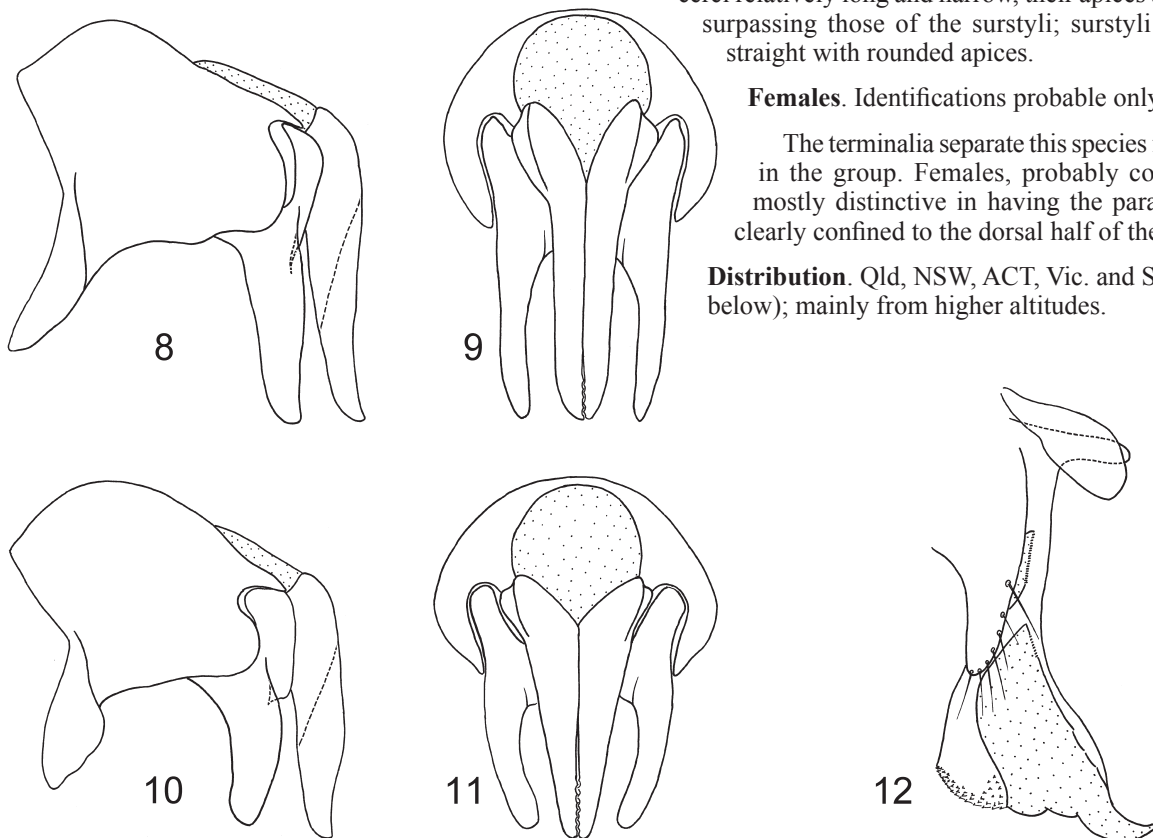 cerci relatively long and narrow, their apices
surpassing those of the surstyli; surstyli
straight with rounded apices.
Females. Identifications probable only
The terminalia separate this species
in the group. Females, probably
mostly distinctive in having the
clearly confined to the dorsal half of the
Distribution. Qld, NSW, ACT, Vic. and S
below); mainly from higher altitudes.
8
9
10
11
12